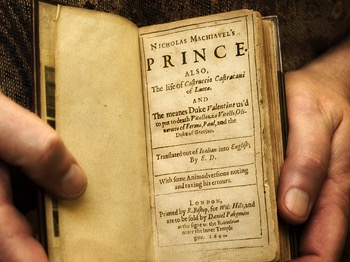 NICHOLAS MACHIAVEL'S
PRINCE.
ALSO,
The life of Castruccio Castracani
of Lucca.
AND
The meanes Duke Valentine us'd
to put to death Vitellozzo Vitelli, Oli-
verotto of Fermo, Paul, and the
Duke of Gravina.
Translated out of Italian into English;
By E. D.
With some Animadversions noting
and taxing his errours.
LONDON,
Printed by R. Bishop, for Wil: Hils, and
are to be sold by Daniel Pakeman
at the signe of the Rainebow
neare the Inner Temple
gate. 1640.